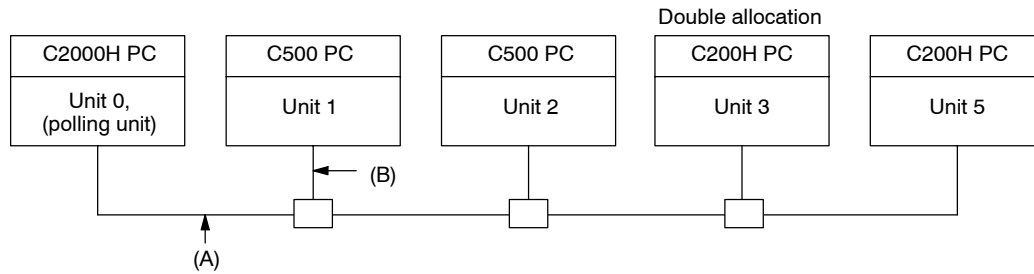 Double allocation
C2000H PC
C500 PC
C500 PC
C200H PC
C200H PC
Unit 0,
(polling unit)
Unit 1
Unit 2
Unit 3
Unit 5
(B)
(A)